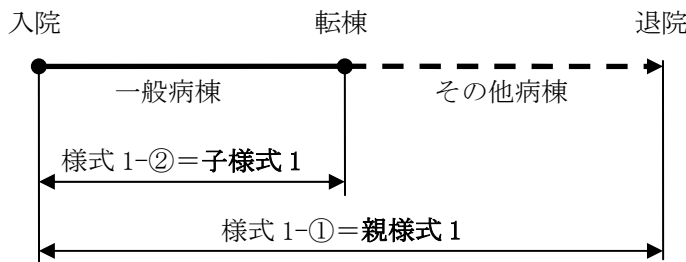 入院 転棟 退院
一般病棟 その他病棟
様式 1-②＝子様式 1
様式 1-①＝親様式 1